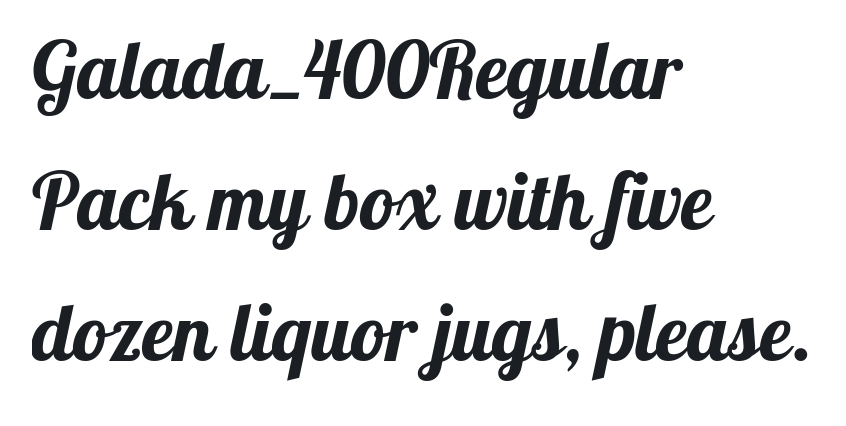 Galada_400Regular
Pack my box with five
dozen liquor jugs, please.